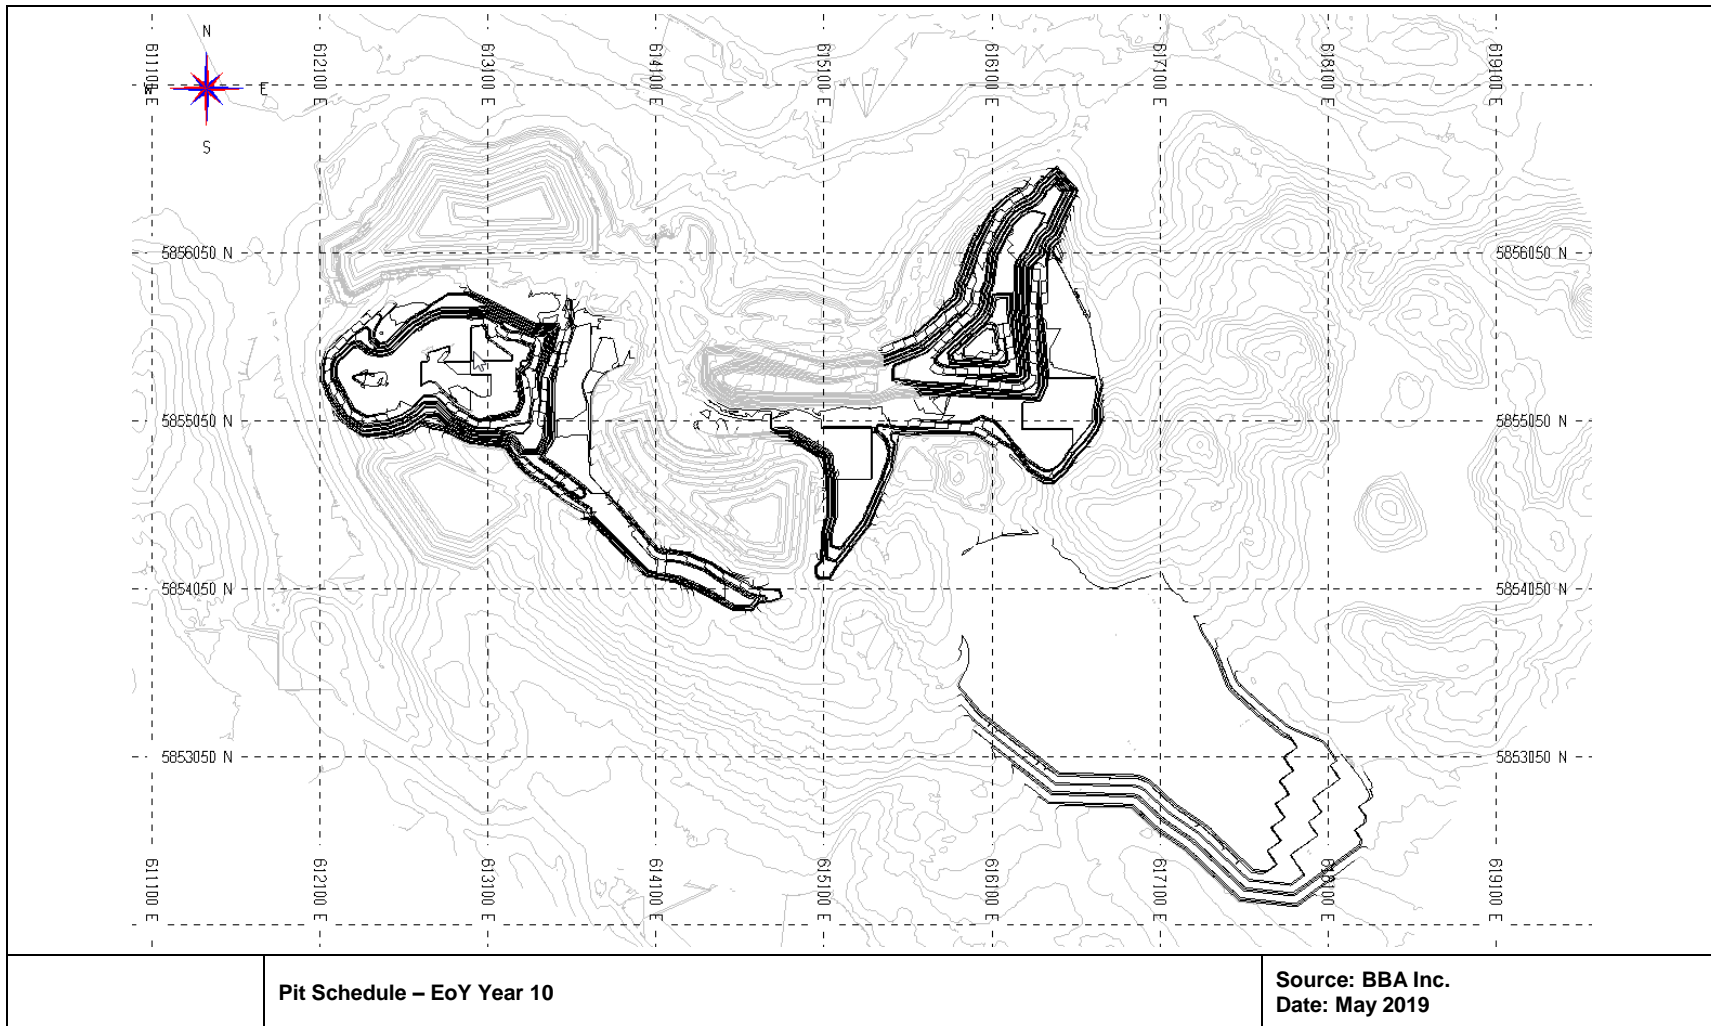 N
W E
S
611100 E
612100 E
613100 E
614100 E
615100 E
616100 E
617100 E
618100 E
619100 E
5856050 N 5856050 N
5855050 N 5855050 N
5854050 N 5854050 N
5853050 N 5853050 N
611100 E
612100 E
613100 E
614100 E
615100 E
616100 E
617100 E
618100 E
619100 E
Pit Schedule – EoY Year 10
Source: BBA Inc.
Date: May 2019